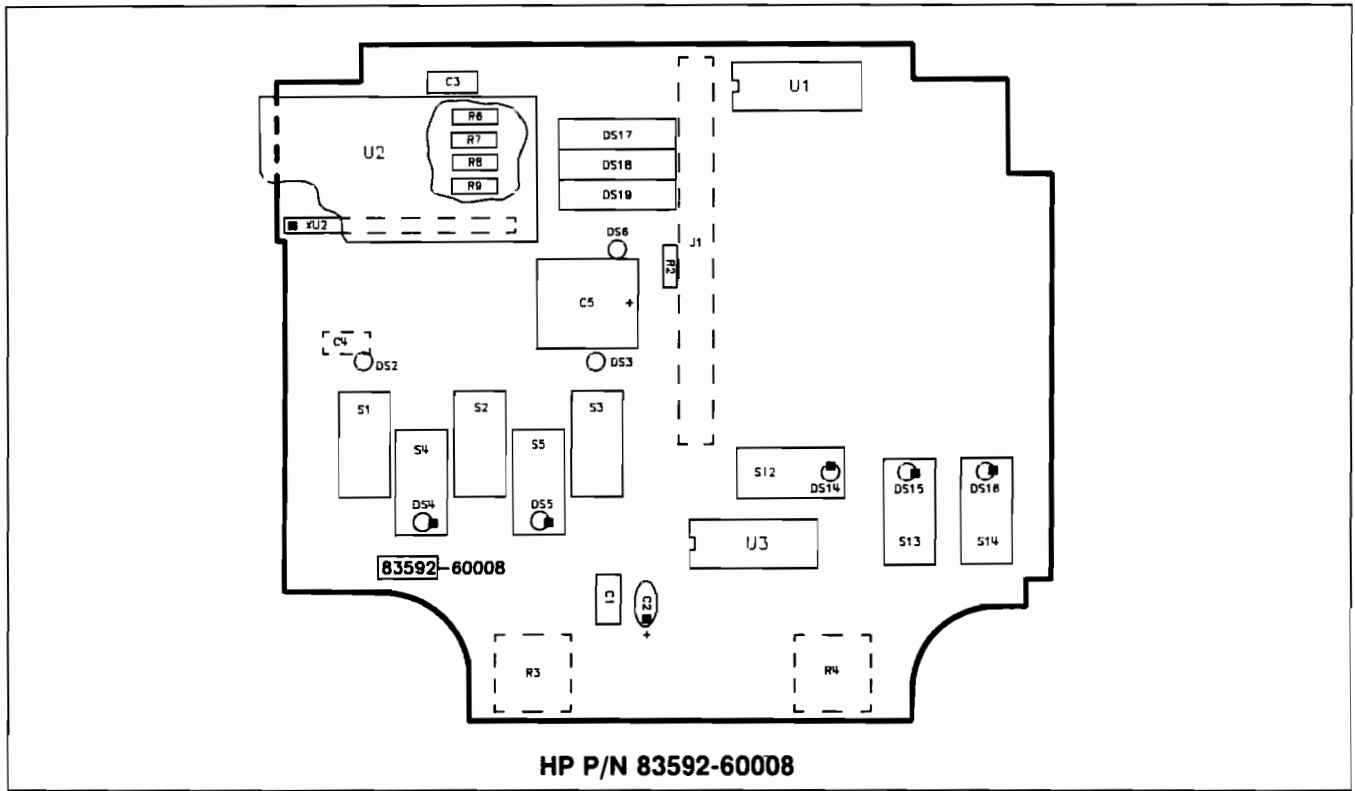 C3
U1
R6
R7
R8
R9
U2
DS17
DS18
DS19
XU2
DS6
J1
R2
C5
+
C4
DS2
DS3
S1
S2
S3
S4
S5
DS4
DS5
S12
DS14
DS15
DS16
S13
S14
U3
83592-60008
C1
C2
+
R3
R4
HP P/N 83592-60008